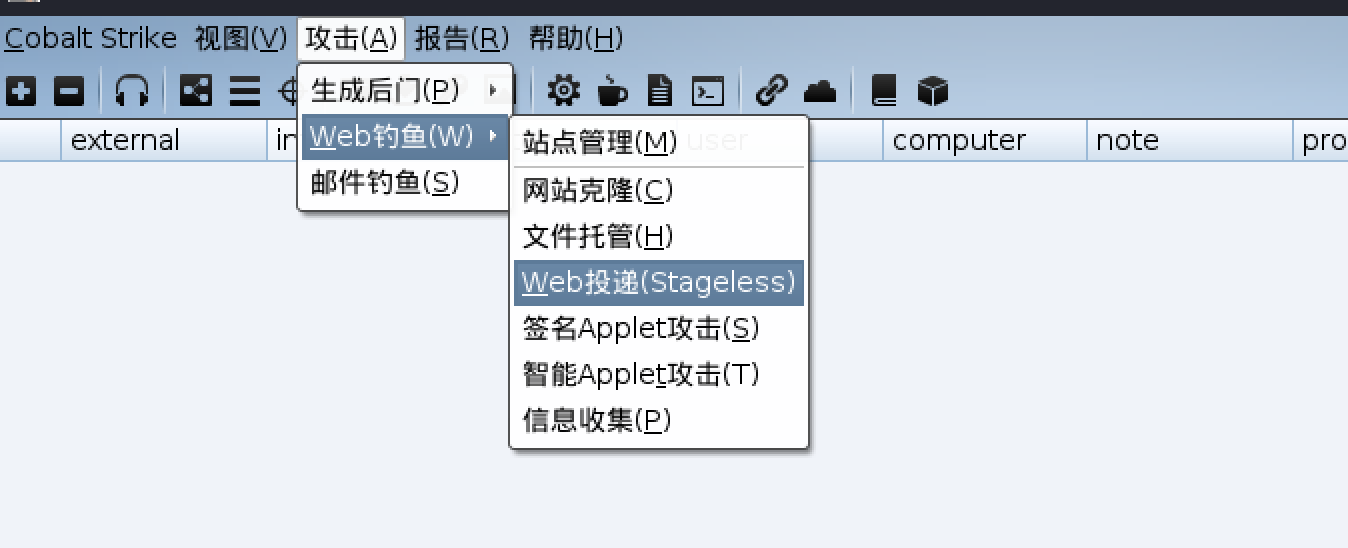 Cobalt Strike 视图(V) 攻击(A) 报告(R) 帮助(H)
生成后门(P)
Web钓鱼(W)
邮件钓鱼(S)
站点管理(M)
网站克隆(C)
文件托管(H)
Web投递(Stageless)
签名Applet攻击(S)
智能Applet攻击(T)
信息收集(P)
external in user computer note pro